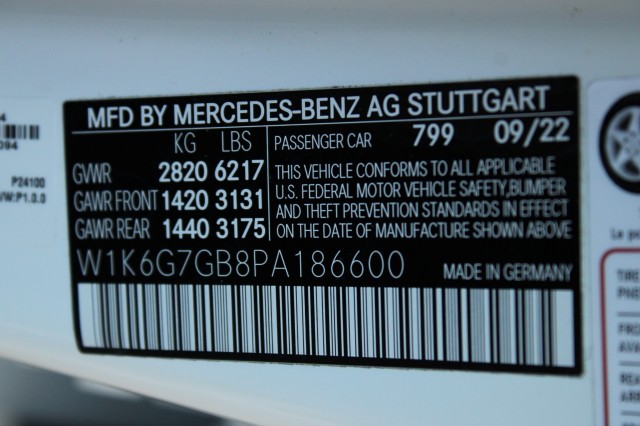 MFD BY MERCEDES-BENZ AG STUTTGART
KG LBS
GVWR 2820 6217
GAWR FRONT 1420 3131
GAWR REAR 1440 3175
PASSENGER CAR 799 09/22
THIS VEHICLE CONFORMS TO ALL APPLICABLE
U.S. FEDERAL MOTOR VEHICLE SAFETY,BUMPER
AND THEFT PREVENTION STANDARDS IN EFFECT
ON THE DATE OF MANUFACTURE SHOWN ABOVE.
W1K6G7GB8PA186600
MADE IN GERMANY
P24100